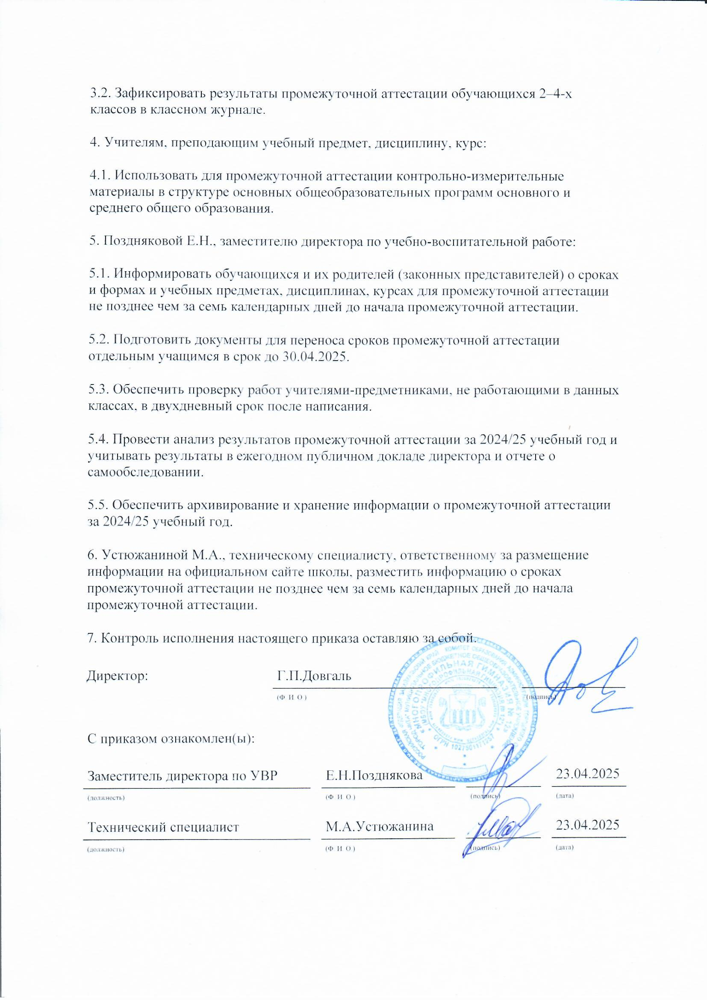 3.2. Зафиксировать результаты промежуточной аттестации обучающихся 2–4-х
классов в классном журнале.
4. Учителям, преподающим учебный предмет, дисциплину, курс:
4.1. Использовать для промежуточной аттестации контрольно-измерительные
материалы в структуре основных общеобразовательных программ основного и
среднего общего образования.
5. Поздняковой Е.Н., заместителю директора по учебно-воспитательной работе:
5.1. Информировать обучающихся и их родителей (законных представителей) о сроках
и формах и учебных предметах, дисциплинах, курсах для промежуточной аттестации
не позднее чем за семь календарных дней до начала промежуточной аттестации.
5.2. Подготовить документы для переноса сроков промежуточной аттестации
отдельным учащимся в срок до 30.04.2025.
5.3. Обеспечить проверку работ учителями-предметниками, не работающими в данных
классах, в двухдневный срок после написания.
5.4. Провести анализ результатов промежуточной аттестации за 2024/25 учебный год и
учитывать результаты в ежегодном публичном докладе директора и отчете о
самообследовании.
5.5. Обеспечить архивирование и хранение информации о промежуточной аттестации
за 2024/25 учебный год.
6. Устюжаниной М.А., техническому специалисту, ответственному за размещение
информации на официальном сайте школы, разместить информацию о сроках
промежуточной аттестации не позднее чем за семь календарных дней до начала
промежуточной аттестации.
7. Контроль исполнения настоящего приказа оставляю за собой.
Директор: Г.П.Довгаль
(Ф И О) (подпись)
«МНОГОПРОФИЛЬНАЯ ГИМНАЗИЯ № 12»
ОГРН
С приказом ознакомлен(ы):
Заместитель директора по УВР Е.Н.Позднякова 23.04.2025
(должность) (Ф И О) (подпись) (дата)
Технический специалист М.А.Устюжанина 23.04.2025
(должность) (Ф И О) (подпись) (дата)